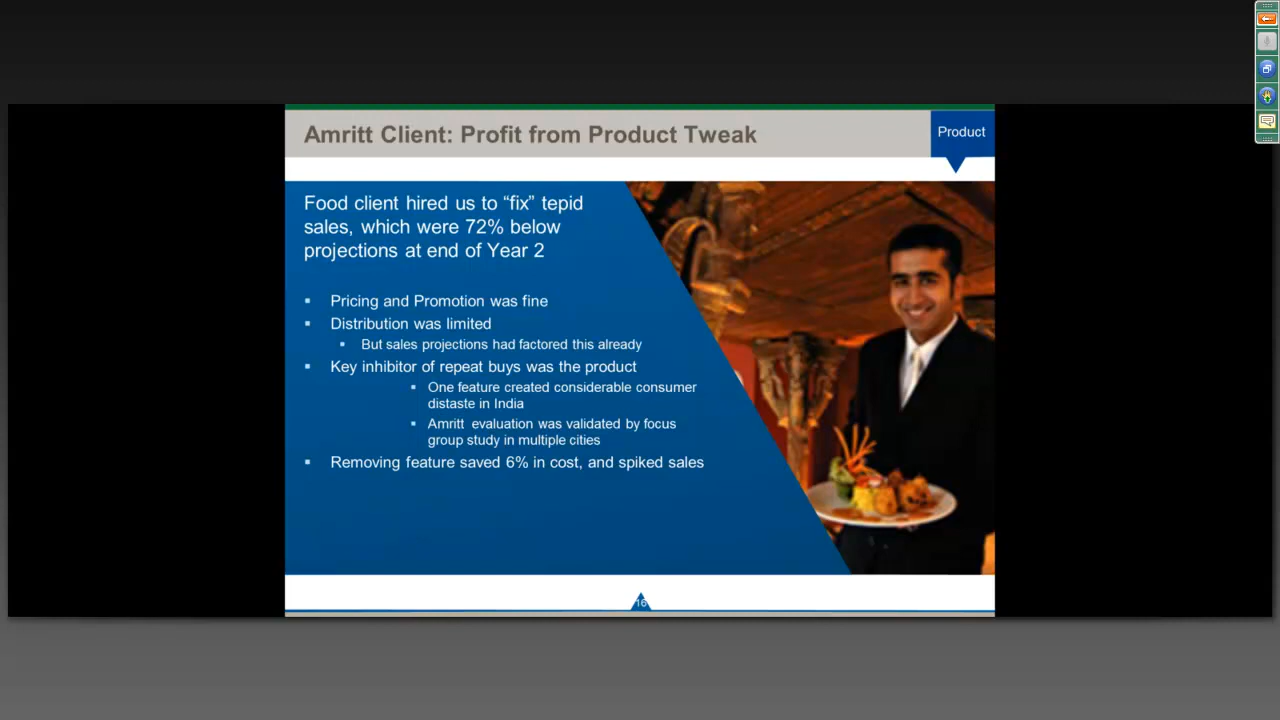 Amritt Client: Profit from Product Tweak
Product
Food client hired us to “fix” tepid
sales, which were 72% below
projections at end of Year 2
Pricing and Promotion was fine
Distribution was limited
But sales projections had factored this already
Key inhibitor of repeat buys was the product
One feature created considerable consumer
distaste in India
Amritt evaluation was validated by focus
group study in multiple cities
Removing feature saved 6% in cost, and spiked sales
16